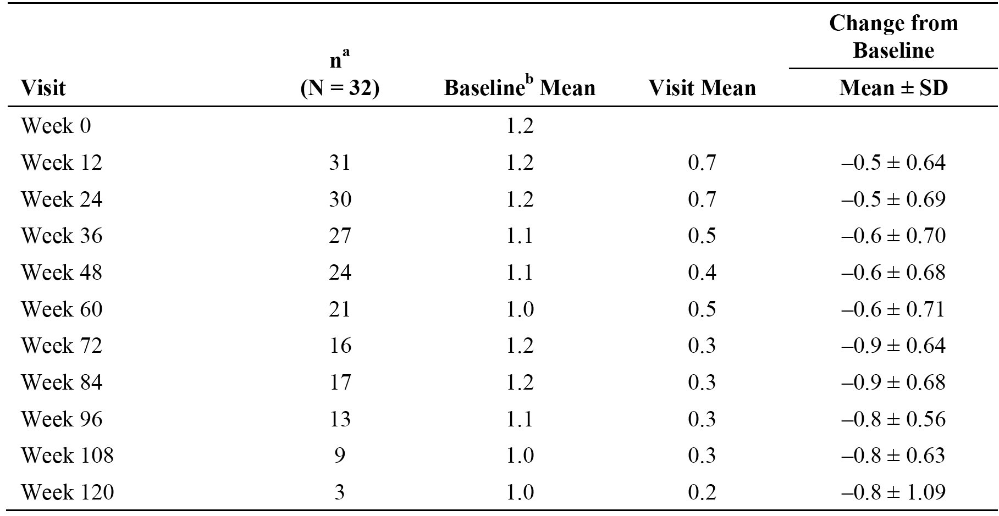 Change from
Baseline
Visit nᵃ (N = 32) Baselineᵇ Mean Visit Mean Mean ± SD
Week 0 1.2
Week 12 31 1.2 0.7 –0.5 ± 0.64
Week 24 30 1.2 0.7 –0.5 ± 0.69
Week 36 27 1.1 0.5 –0.6 ± 0.70
Week 48 24 1.1 0.4 –0.6 ± 0.68
Week 60 21 1.0 0.5 –0.6 ± 0.71
Week 72 16 1.2 0.3 –0.9 ± 0.64
Week 84 17 1.2 0.3 –0.9 ± 0.68
Week 96 13 1.1 0.3 –0.8 ± 0.56
Week 108 9 1.0 0.3 –0.8 ± 0.63
Week 120 3 1.0 0.2 –0.8 ± 1.09